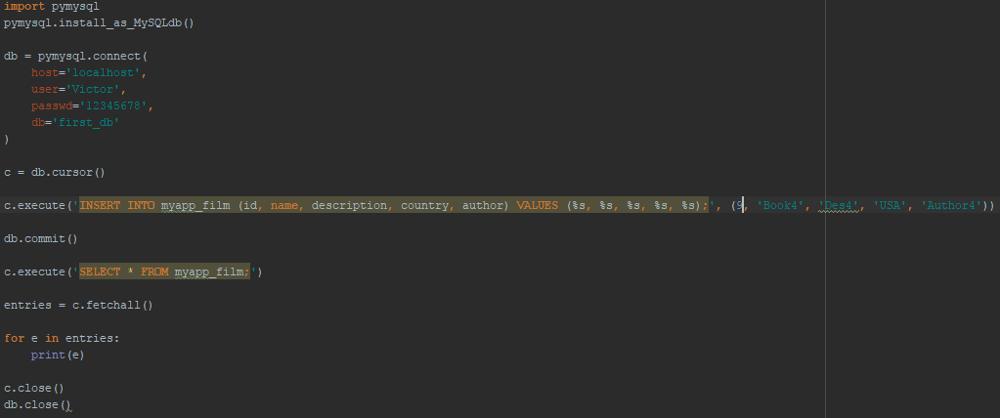 import pymysql
pymysql.install_as_MySQLdb()
db = pymysql.connect(
host='localhost',
user='Victor',
passwd='12345678',
db='first_db'
)
c = db.cursor()
c.execute('INSERT INTO myapp_film (id, name, description, country, author) VALUES (%s, %s, %s, %s, %s);', (9, 'Book4', 'Des4', 'USA', 'Author4'))
db.commit()
c.execute('SELECT * FROM myapp_film;')
entries = c.fetchall()
for e in entries:
print(e)
c.close()
db.close()